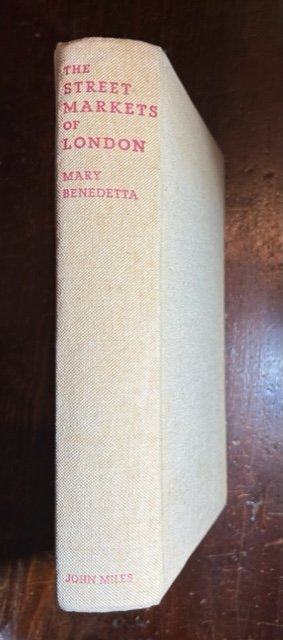 THE
STREET
MARKETS
OF
LONDON
MARY
BENEDETTA
JOHN MILES